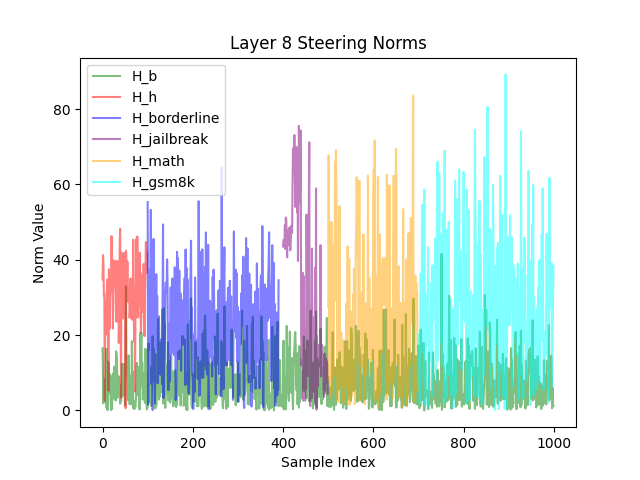 Layer 8 Steering Norms
H_b
H_h
H_borderline
H_jailbreak
H_math
H_gsm8k
Norm Value
80
60
40
20
0
0
200
400
600
800
1000
Sample Index